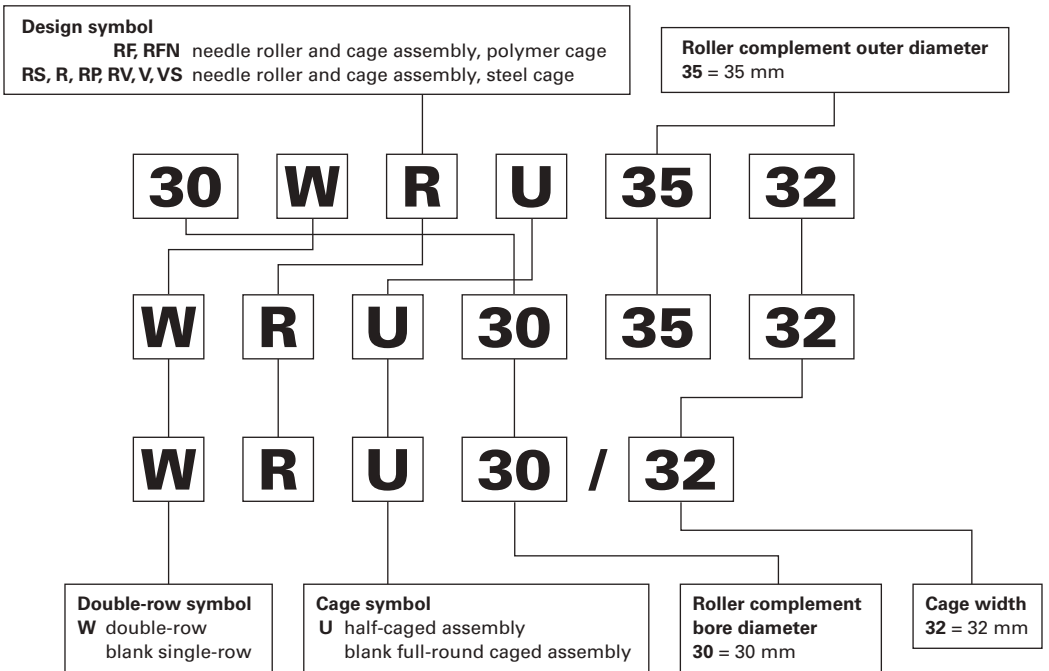 Design symbol
RF, RFN needle roller and cage assembly, polymer cage
RS, R, RP, RV, V, VS needle roller and cage assembly, steel cage
Roller complement outer diameter
35 = 35 mm
30 W R U 35 32
W R U 30 35 32
W R U 30 / 32
Double-row symbol
W double-row
blank single-row
Cage symbol
U half-caged assembly
blank full-round caged assembly
Roller complement
bore diameter
30 = 30 mm
Cage width
32 = 32 mm